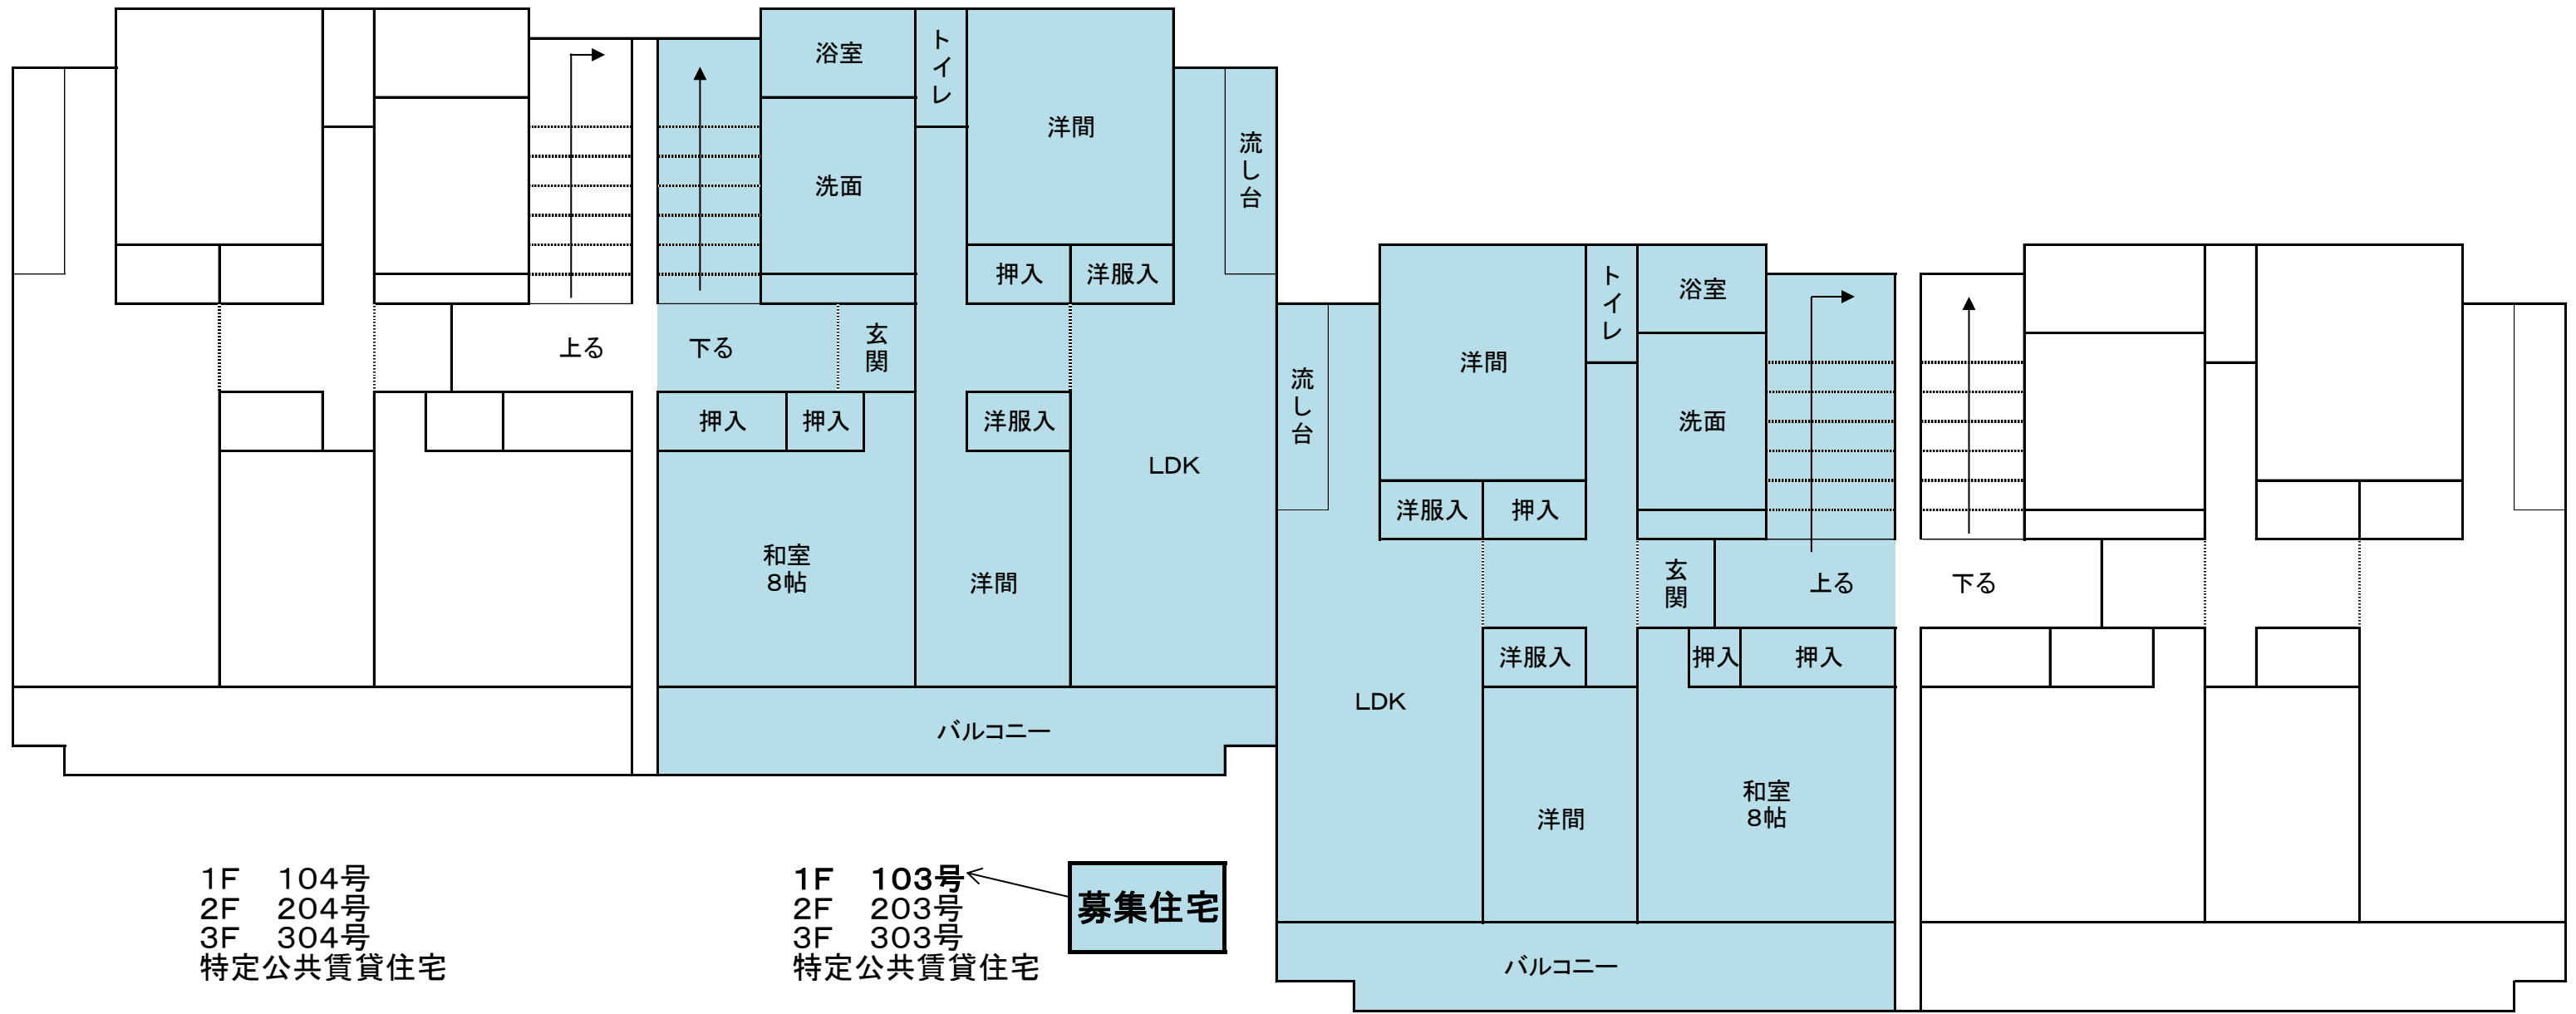 浴室
トイレ
洋間
流し台
洗面
押入
洋服入
上る
下る
玄関
押入
押入
洋服入
LDK
和室
8帖
洋間
バルコニー
洋間
トイレ
浴室
流し台
洗面
洋服入
押入
玄関
上る
下る
洋服入
押入
押入
LDK
洋間
和室
8帖
バルコニー
1F　104号
2F　204号
3F　304号
特定公共賃貸住宅
1F　103号
2F　203号
3F　303号
特定公共賃貸住宅
募集住宅